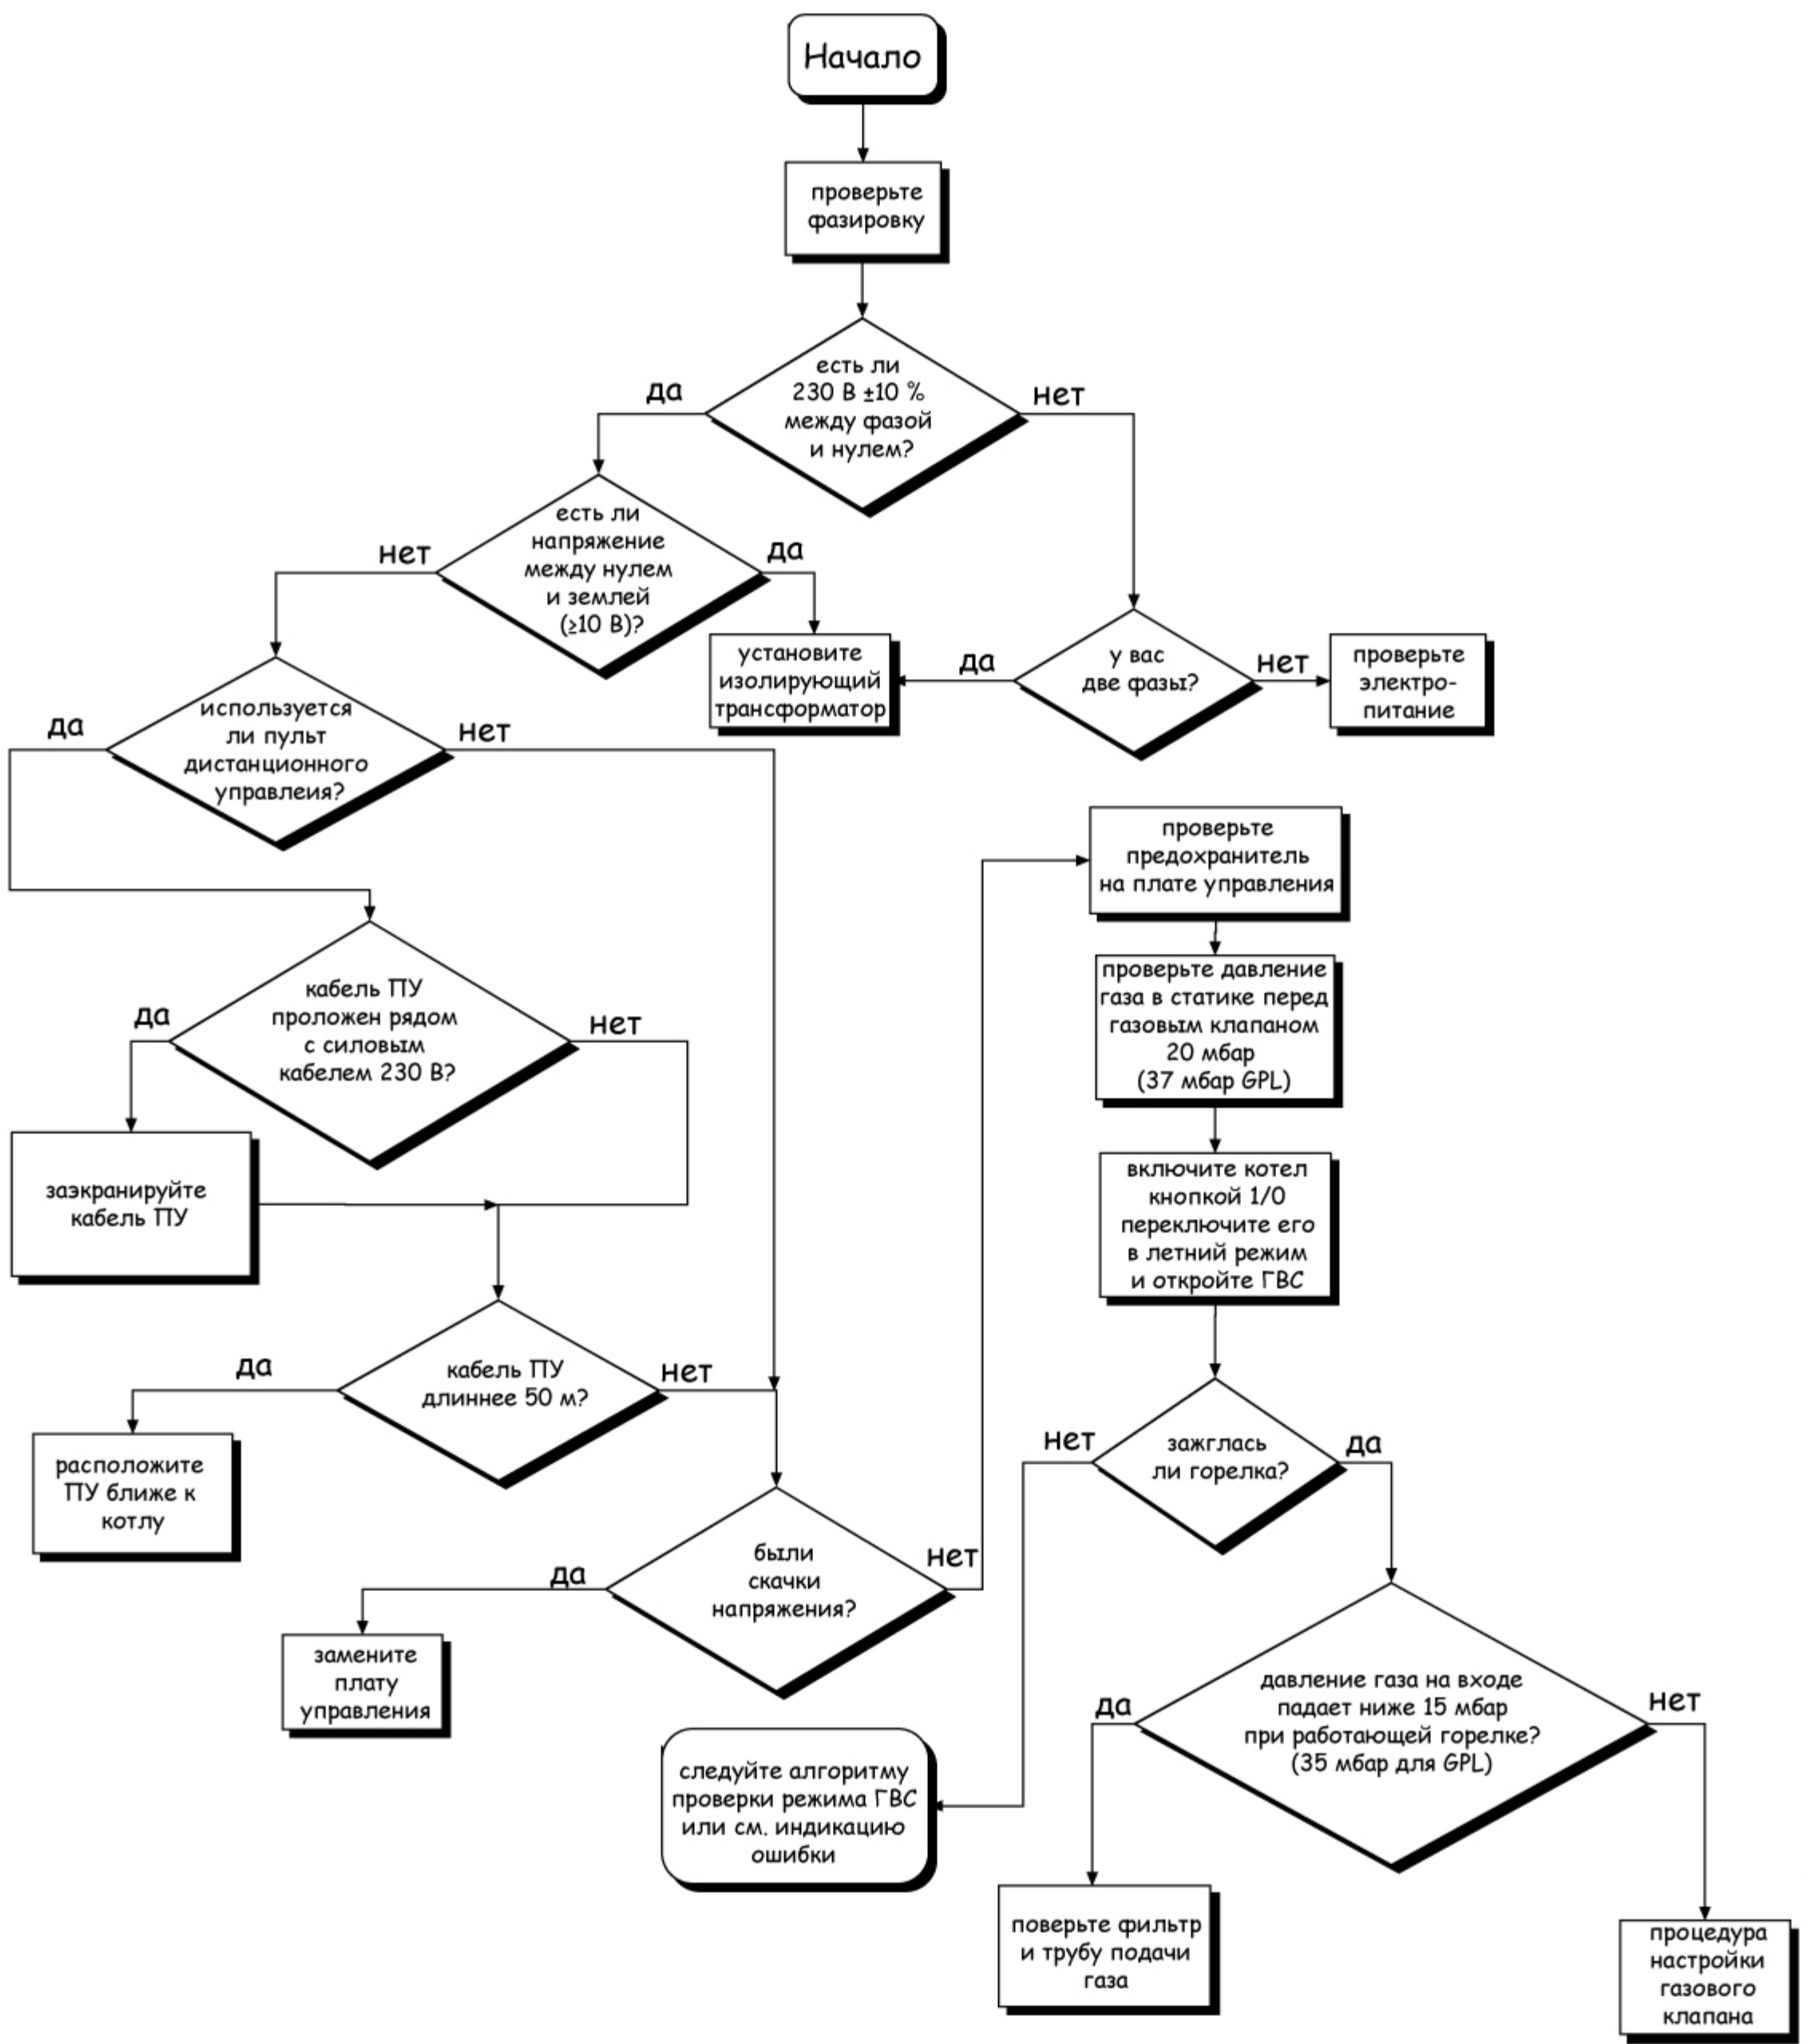 Начало
проверьте
фазировку
есть ли
230 В ±10 %
между фазой
и нулем?
да
нет
есть ли
напряжение
между нулем
и землей
(≥10 В)?
нет
да
установите
изолирующий
трансформатор
да
у вас
две фазы?
нет
проверьте
электро-
питание
используется
ли пульт
дистанционного
управлеия?
да
нет
кабель ПУ
проложен рядом
с силовым
кабелем 230 В?
да
нет
заэкранируйте
кабель ПУ
кабель ПУ
длиннее 50 м?
да
нет
расположите
ПУ ближе к
котлу
были
скачки
напряжения?
да
нет
замените
плату
управления
проверьте
предохранитель
на плате управления
проверьте давление
газа в статике перед
газовым клапаном
20 мбар
(37 мбар GPL)
включите котел
кнопкой 1/0
переключите его
в летний режим
и откройте ГВС
зажглась
ли горелка?
нет
да
следуйте алгоритму
проверки режима ГВС
или см. индикацию
ошибки
давление газа на входе
падает ниже 15 мбар
при работающей горелке?
(35 мбар для GPL)
да
нет
поверьте фильтр
и трубу подачи
газа
процедура
настройки
газового
клапана